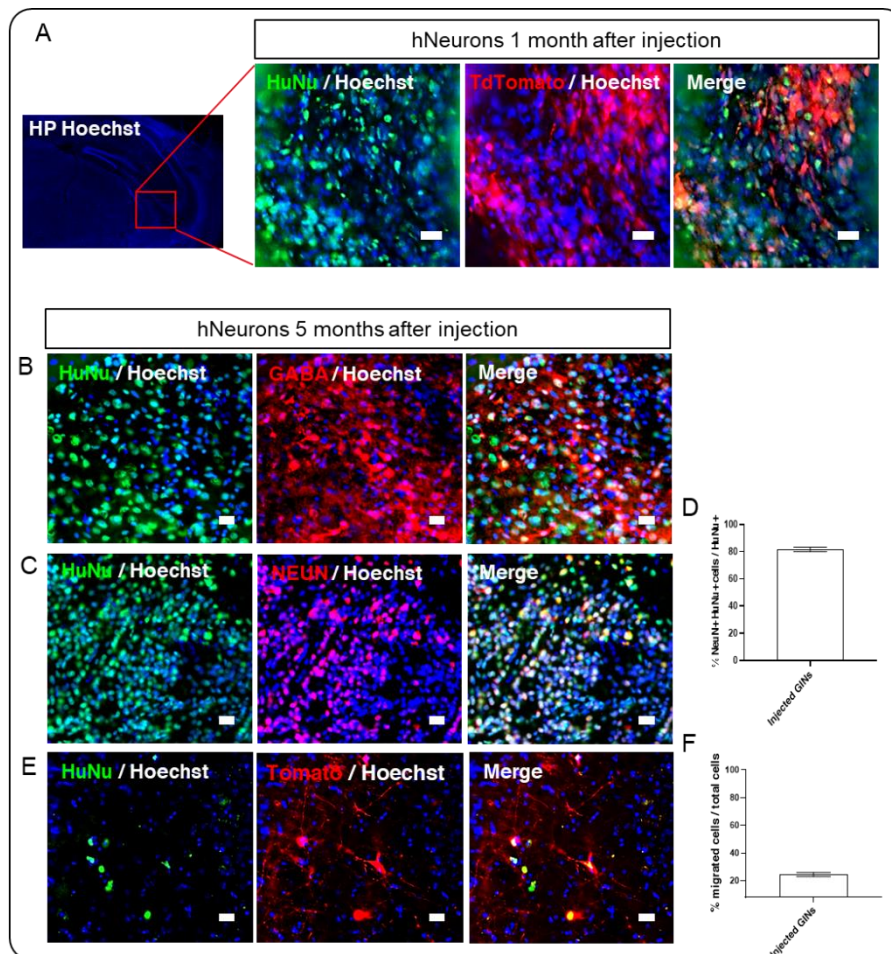 A
hNeurons 1 month after injection
HP Hoechst
HuNu / Hoechst
TdTomato / Hoechst
Merge
hNeurons 5 months after injection
B
HuNu / Hoechst
GABA / Hoechst
Merge
C
HuNu / Hoechst
NEUN / Hoechst
Merge
D
% NeuN+ HuNu+ cells / HuNu+
100
80
60
40
20
0
Injected GINs
E
HuNu / Hoechst
Tomato / Hoechst
Merge
F
% migrated cells / total cells
100
80
60
40
20
Injected GINs